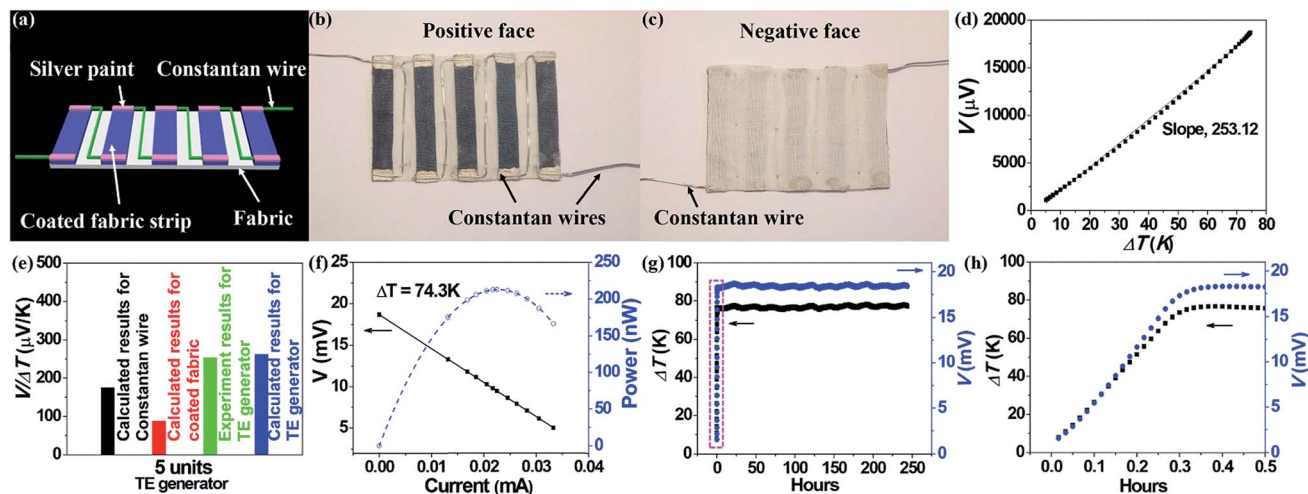 (a)
Silver paint
Constantan wire
Coated fabric strip
Fabric
(b)
Positive face
(c)
Negative face
Constantan wires
Constantan wire
(d)
V (μV)
20000
15000
10000
5000
0
Slope, 253.12
0 10 20 30 40 50 60 70 80
ΔT (K)
(e)
V/ΔT (μV/K)
500
400
300
200
100
0
Calculated results for
Constantan wire
Calculated results for
coated fabric
Experiment results for
TE generator
Calculated results for
TE generator
5 units
TE generator
(f)
V (mV)
25
20
15
10
5
ΔT = 74.3K
250
200
150
100
50
0
Power (nW)
0.00 0.01 0.02 0.03 0.04
Current (mA)
(g)
ΔT (K)
100
90
80
70
60
50
40
30
20
10
0
20
15
10
5
0
V (mV)
0 50 100 150 200 250
Hours
(h)
ΔT (K)
100
80
60
40
20
0
20
15
10
5
0
V (mV)
0.0 0.1 0.2 0.3 0.4 0.5
Hours